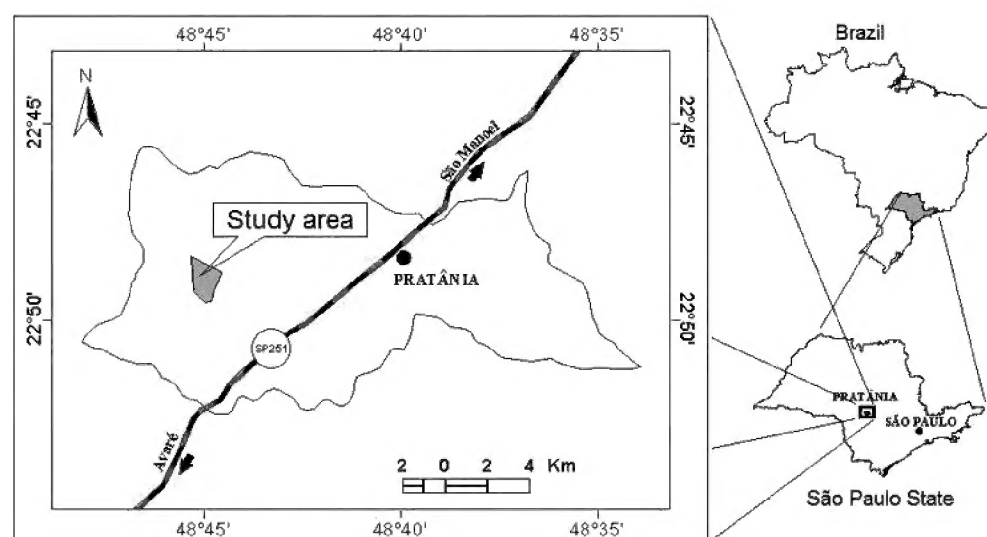 48°45' 48°40' 48°35'
Brazil
N
22°45'
22°45'
São Manoel
Study area
PRATÂNIA
22°50'
22°50'
SP251
PRATÂNIA
SÃO PAULO
Avaré
2 0 2 4 Km
São Paulo State
48°45' 48°40' 48°35'